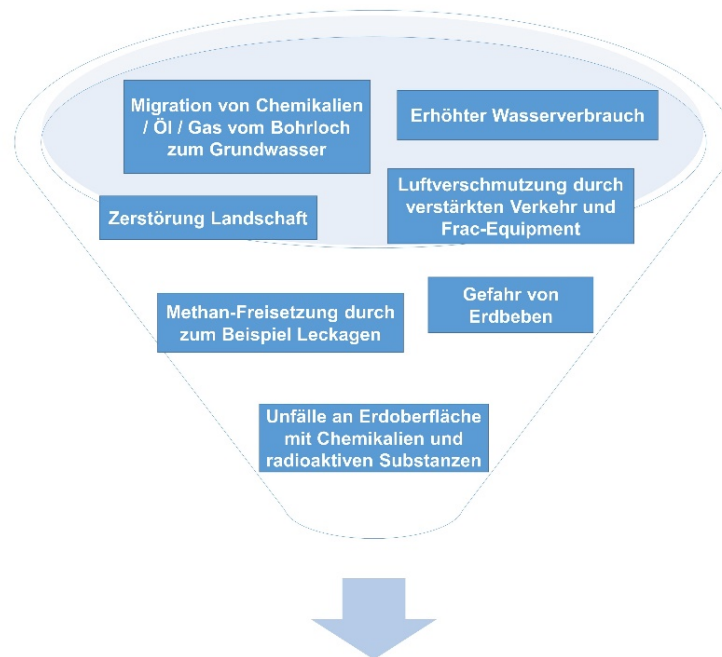 Migration von Chemikalien
/ Öl / Gas vom Bohrloch
zum Grundwasser
Erhöhter Wasserverbrauch
Zerstörung Landschaft
Luftverschmutzung durch
verstärkten Verkehr und
Frac-Equipment
Methan-Freisetzung durch
zum Beispiel Leckagen
Gefahr von
Erdbeben
Unfälle an Erdoberfläche
mit Chemikalien und
radioaktiven Substanzen